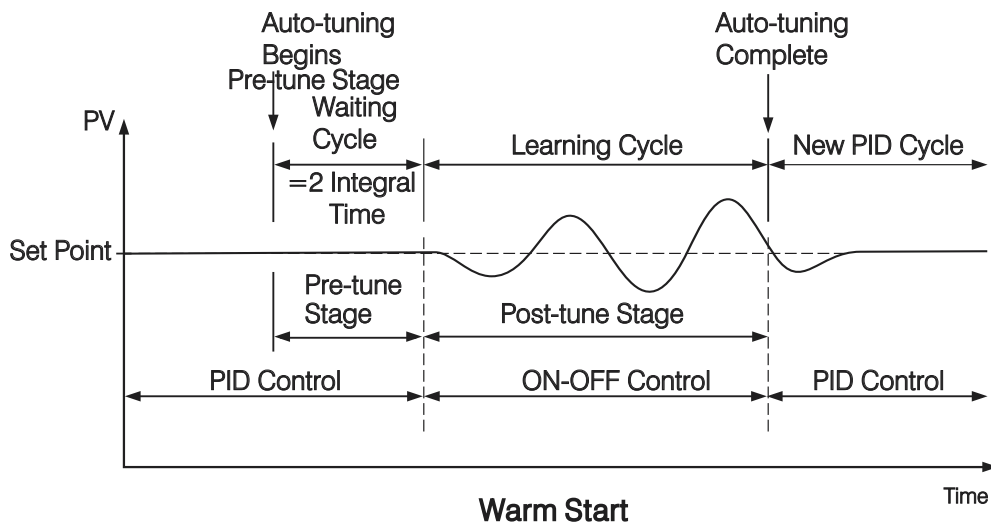 Auto-tuning
Begins
Pre-tune Stage
Waiting
Cycle
=2 Integral
Time
Auto-tuning
Complete
PV
Learning Cycle
New PID Cycle
Set Point
Pre-tune
Stage
Post-tune Stage
PID Control
ON-OFF Control
PID Control
Time
Warm Start